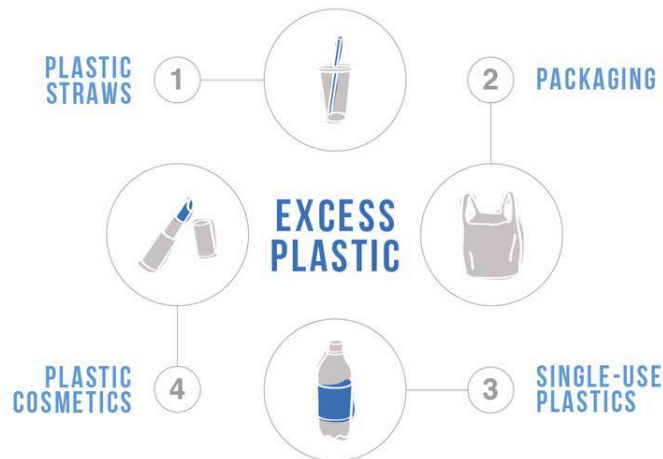 PLASTIC
STRAWS
1
2
PACKAGING
EXCESS
PLASTIC
PLASTIC
COSMETICS
4
3
SINGLE-USE
PLASTICS